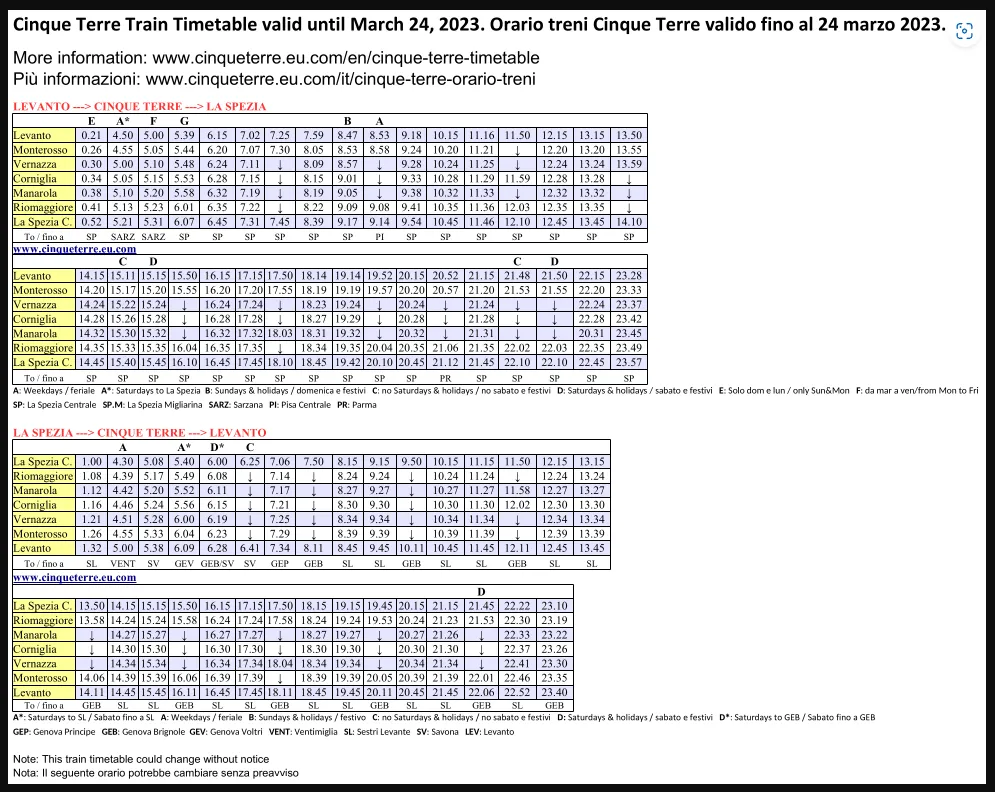 Cinque Terre Train Timetable valid until March 24, 2023. Orario treni Cinque Terre valido fino al 24 marzo 2023.
More information: www.cinqueterre.eu.com/en/cinque-terre-timetable
Più informazioni: www.cinqueterre.eu.com/it/cinque-terre-orario-treni
LEVANTO ---> CINQUE TERRE ---> LA SPEZIA
E A* F G B A
Levanto 0.21 4.50 5.00 5.39 6.15 7.02 7.25 7.59 8.47 8.53 9.18 10.15 11.16 11.50 12.15 13.15 13.50
Monterosso 0.26 4.55 5.05 5.44 6.20 7.07 7.30 8.05 8.53 8.58 9.24 10.20 11.21 ↓ 12.20 13.20 13.55
Vernazza 0.30 5.00 5.10 5.48 6.24 7.11 ↓ 8.09 8.57 ↓ 9.28 10.24 11.25 ↓ 12.24 13.24 13.59
Corniglia 0.34 5.05 5.15 5.53 6.28 7.15 ↓ 8.15 9.01 ↓ 9.33 10.28 11.29 11.59 12.28 13.28 ↓
Manarola 0.38 5.10 5.20 5.58 6.32 7.19 ↓ 8.19 9.05 ↓ 9.38 10.32 11.33 ↓ 12.32 13.32 ↓
Riomaggiore 0.41 5.13 5.23 6.01 6.35 7.22 ↓ 8.22 9.09 9.08 9.41 10.35 11.36 12.03 12.35 13.35 ↓
La Spezia C. 0.52 5.21 5.31 6.07 6.45 7.31 7.45 8.39 9.17 9.14 9.54 10.45 11.46 12.10 12.45 13.45 14.10
To / fino a SP SARZ SARZ SP SP SP SP SP SP PI SP SP SP SP SP SP SP
www.cinqueterre.eu.com
C D C D
Levanto 14.15 15.11 15.15 15.50 16.15 17.15 17.50 18.14 19.14 19.52 20.15 20.52 21.15 21.48 21.50 22.15 23.28
Monterosso 14.20 15.17 15.20 15.55 16.20 17.20 17.55 18.19 19.19 19.57 20.20 20.57 21.20 21.53 21.55 22.20 23.33
Vernazza 14.24 15.22 15.24 ↓ 16.24 17.24 ↓ 18.23 19.24 ↓ 20.24 ↓ 21.24 ↓ ↓ 22.24 23.37
Corniglia 14.28 15.26 15.28 ↓ 16.28 17.28 ↓ 18.27 19.29 ↓ 20.28 ↓ 21.28 ↓ ↓ 22.28 23.42
Manarola 14.32 15.30 15.32 ↓ 16.32 17.32 18.03 18.31 19.32 ↓ 20.32 ↓ 21.31 ↓ ↓ 20.31 23.45
Riomaggiore 14.35 15.33 15.35 16.04 16.35 17.35 ↓ 18.34 19.35 20.04 20.35 21.06 21.35 22.02 22.03 22.35 23.49
La Spezia C. 14.45 15.40 15.45 16.10 16.45 17.45 18.10 18.45 19.42 20.10 20.45 21.12 21.45 22.10 22.10 22.45 23.57
To / fino a SP SP SP SP SP SP SP SP SP SP SP PR SP SP SP SP SP
A: Weekdays / feriale A*: Saturdays to La Spezia B: Sundays & holidays / domenica e festivi C: no Saturdays & holidays / no sabato e festivi D: Saturdays & holidays / sabato e festivi E: Solo dom e lun / only Sun&Mon F: da mar a ven/from Mon to Fri
SP: La Spezia Centrale SP.M: La Spezia Migliarina SARZ: Sarzana PI: Pisa Centrale PR: Parma
LA SPEZIA ---> CINQUE TERRE ---> LEVANTO
A A* D* C
La Spezia C. 1.00 4.30 5.08 5.40 6.00 6.25 7.06 7.50 8.15 9.15 9.50 10.15 11.15 11.50 12.15 13.15
Riomaggiore 1.08 4.39 5.17 5.49 6.08 ↓ 7.14 ↓ 8.24 9.24 ↓ 10.24 11.24 ↓ 12.24 13.24
Manarola 1.12 4.42 5.20 5.52 6.11 ↓ 7.17 ↓ 8.27 9.27 ↓ 10.27 11.27 11.58 12.27 13.27
Corniglia 1.16 4.46 5.24 5.56 6.15 ↓ 7.21 ↓ 8.30 9.30 ↓ 10.30 11.30 12.02 12.30 13.30
Vernazza 1.21 4.51 5.28 6.00 6.19 ↓ 7.25 ↓ 8.34 9.34 ↓ 10.34 11.34 ↓ 12.34 13.34
Monterosso 1.26 4.55 5.33 6.04 6.23 ↓ 7.29 ↓ 8.39 9.39 ↓ 10.39 11.39 ↓ 12.39 13.39
Levanto 1.32 5.00 5.38 6.09 6.28 6.41 7.34 8.11 8.45 9.45 10.11 10.45 11.45 12.11 12.45 13.45
To / fino a SL VENT SV GEV GEB/SV SV GEP GEB SL SL GEB SL SL GEB SL SL
www.cinqueterre.eu.com
D
La Spezia C. 13.50 14.15 15.15 15.50 16.15 17.15 17.50 18.15 19.15 19.45 20.15 21.15 21.45 22.22 23.10
Riomaggiore 13.58 14.24 15.24 15.58 16.24 17.24 17.58 18.24 19.24 19.53 20.24 21.23 21.53 22.30 23.19
Manarola ↓ 14.27 15.27 ↓ 16.27 17.27 ↓ 18.27 19.27 ↓ 20.27 21.26 ↓ 22.33 23.22
Corniglia ↓ 14.30 15.30 ↓ 16.30 17.30 ↓ 18.30 19.30 ↓ 20.30 21.30 ↓ 22.37 23.26
Vernazza ↓ 14.34 15.34 ↓ 16.34 17.34 18.04 18.34 19.34 ↓ 20.34 21.34 ↓ 22.41 23.30
Monterosso 14.06 14.39 15.39 16.06 16.39 17.39 ↓ 18.39 19.39 20.05 20.39 21.39 22.01 22.46 23.35
Levanto 14.11 14.45 15.45 16.11 16.45 17.45 18.11 18.45 19.45 20.11 20.45 21.45 22.06 22.52 23.40
To / fino a GEB SL SL GEB SL SL GEB SL SL GEB SL SL GEB SL GEB
A*: Saturdays to SL / Sabato fino a SL A: Weekdays / feriale B: Sundays & holidays / festivo C: no Saturdays & holidays / no sabato e festivi D: Saturdays & holidays / sabato e festivi D*: Saturdays to GEB / Sabato fino a GEB
GEP: Genova Principe GEB: Genova Brignole GEV: Genova Voltri VENT: Ventimiglia SL: Sestri Levante SV: Savona LEV: Levanto
Note: This train timetable could change without notice
Nota: Il seguente orario potrebbe cambiare senza preavviso